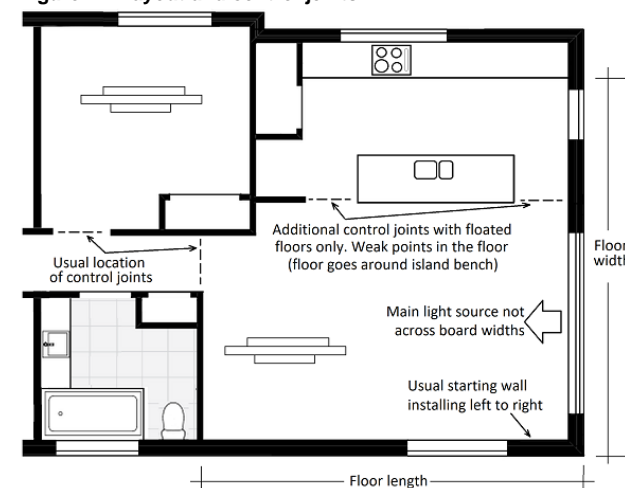 Additional control joints with floated
floors only. Weak points in the floor
(floor goes around island bench)
Usual location
of control joints
Floor
width
Main light source not
across board widths
Usual starting wall
installing left to right
Floor length